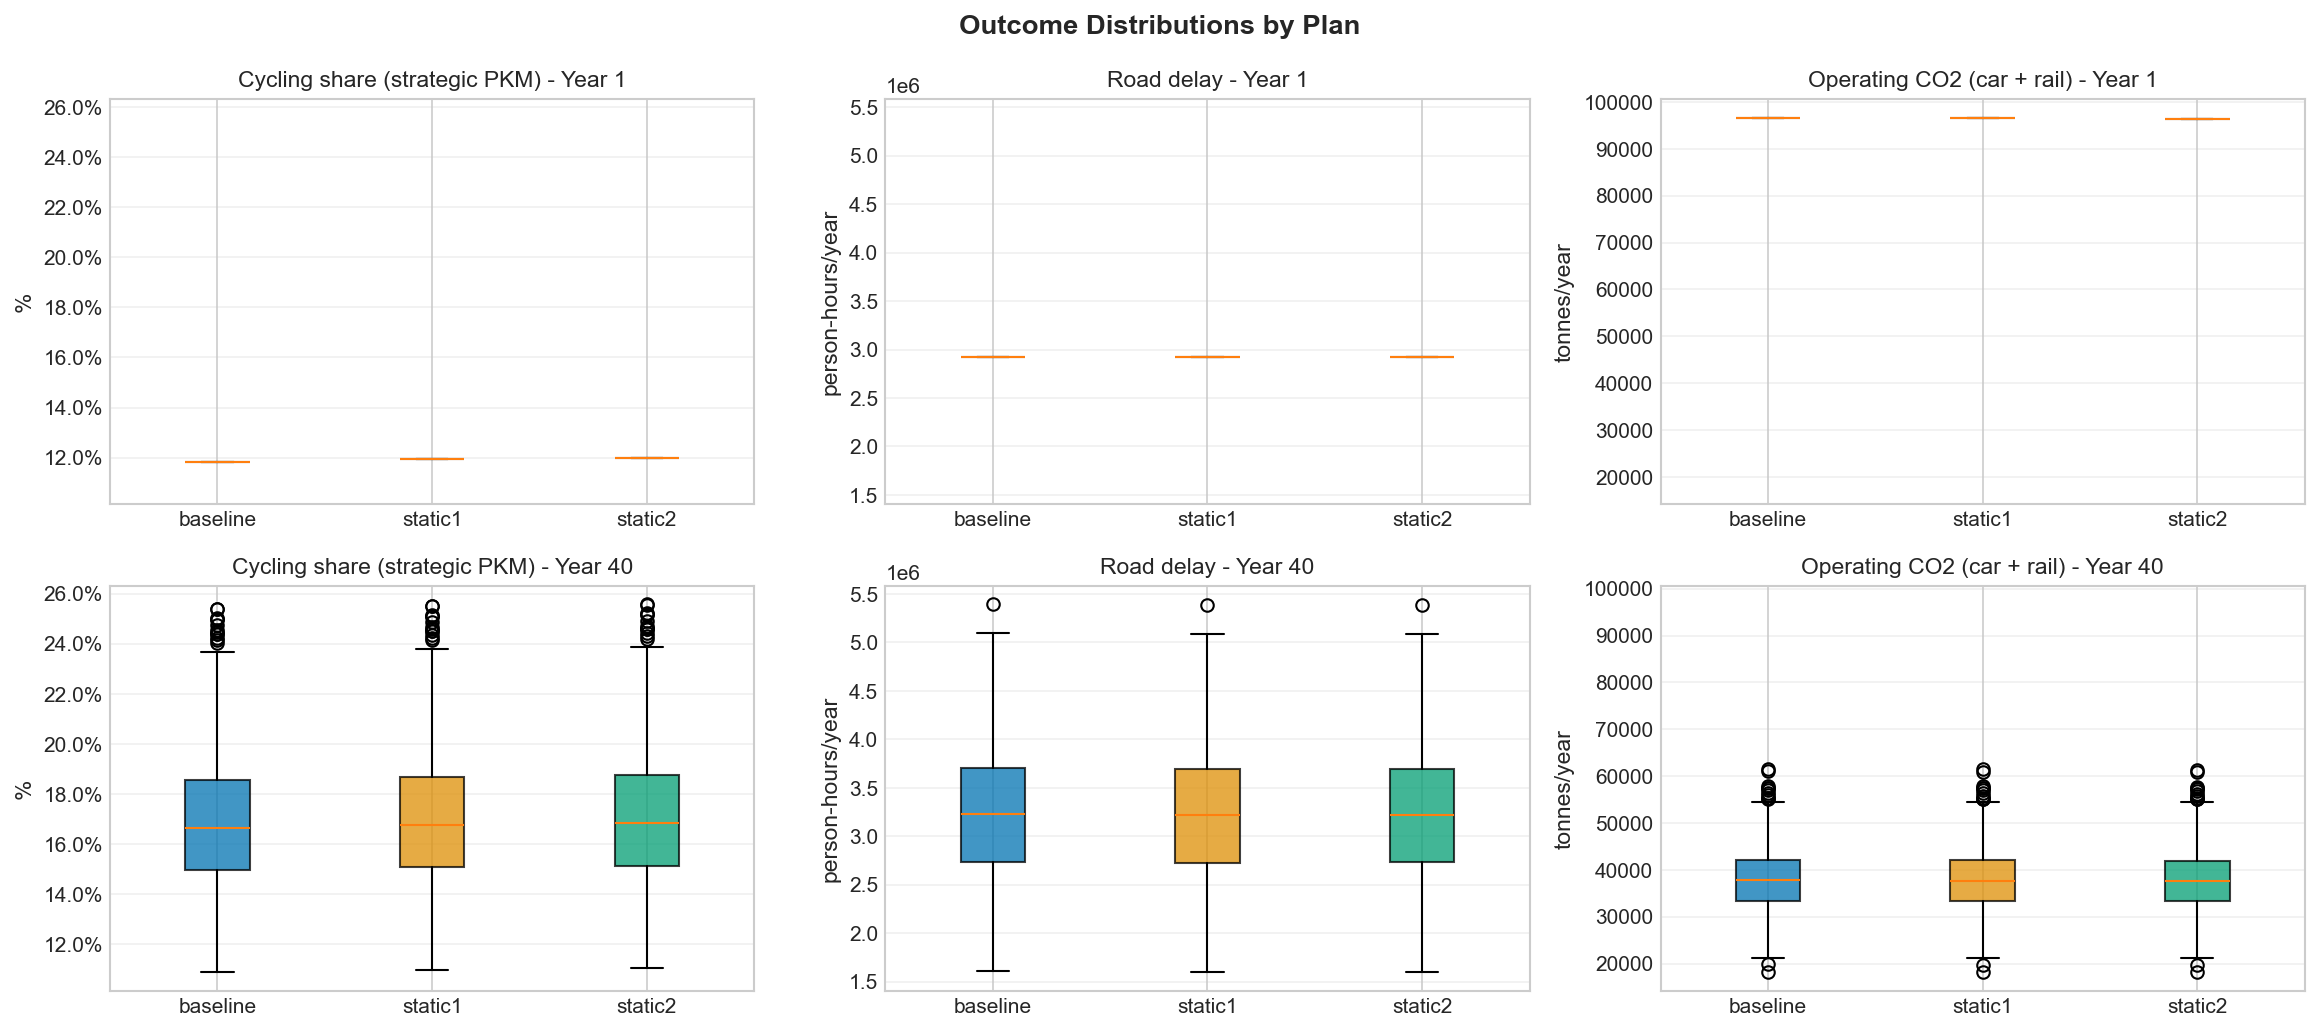 Outcome Distributions by Plan
Cycling share (strategic PKM) - Year 1
%
26.0%
24.0%
22.0%
20.0%
18.0%
16.0%
14.0%
12.0%
baseline static1 static2
Road delay - Year 1
1e6
person-hours/year
5.5
5.0
4.5
4.0
3.5
3.0
2.5
2.0
1.5
baseline static1 static2
Operating CO2 (car + rail) - Year 1
tonnes/year
100000
90000
80000
70000
60000
50000
40000
30000
20000
baseline static1 static2
Cycling share (strategic PKM) - Year 40
%
26.0%
24.0%
22.0%
20.0%
18.0%
16.0%
14.0%
12.0%
baseline static1 static2
Road delay - Year 40
1e6
person-hours/year
5.5
5.0
4.5
4.0
3.5
3.0
2.5
2.0
1.5
baseline static1 static2
Operating CO2 (car + rail) - Year 40
tonnes/year
100000
90000
80000
70000
60000
50000
40000
30000
20000
baseline static1 static2